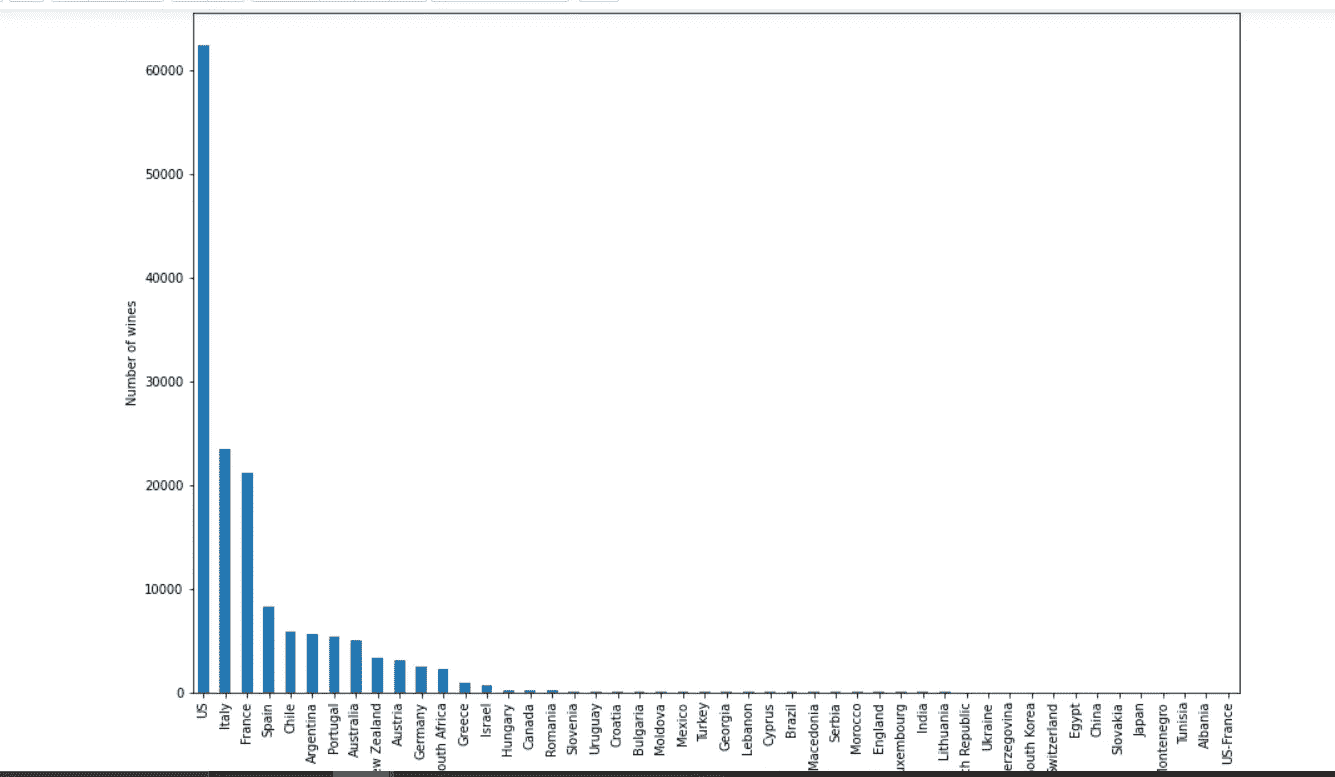 60000
50000
40000
30000
20000
10000
0
Number of wines
US
Italy
France
Spain
Chile
Argentina
Portugal
Australia
ew Zealand
Austria
Germany
outh Africa
Greece
Israel
Hungary
Canada
Romania
Slovenia
Uruguay
Croatia
Bulgaria
Moldova
Mexico
Turkey
Georgia
Lebanon
Cyprus
Brazil
Macedonia
Serbia
Morocco
England
uxembourg
India
Lithuania
h Republic
Ukraine
erzegovina
outh Korea
Switzerland
Egypt
China
Slovakia
Japan
ontenegro
Tunisia
Albania
US-France